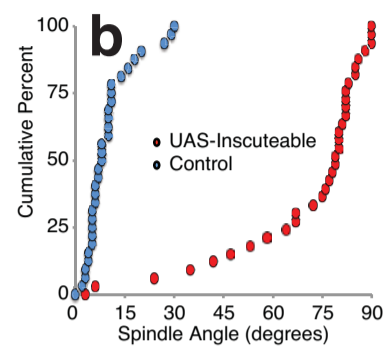 b
100
75
50
25
0
Cumulative Percent
UAS-Inscuteable
Control
0 15 30 45 60 75 90
Spindle Angle (degrees)